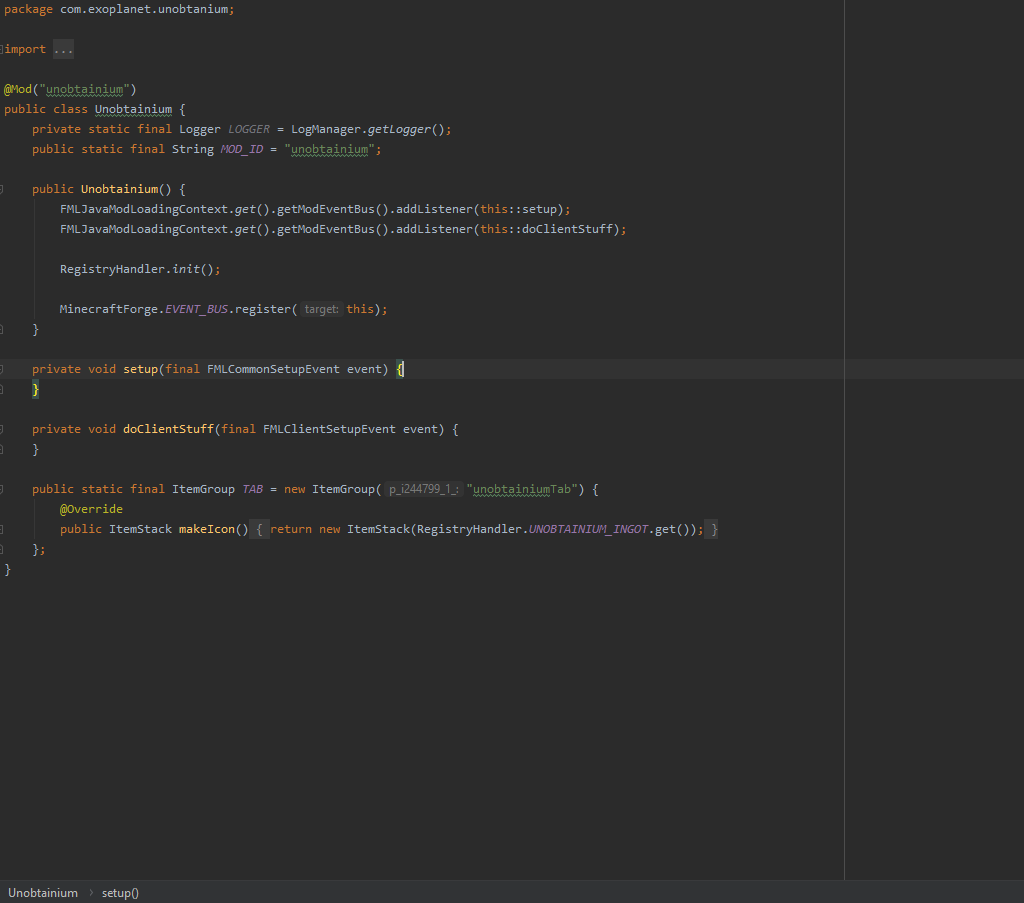 package com.exoplanet.unobtanium;
import ...
@Mod("unobtainium")
public class Unobtainium {
private static final Logger LOGGER = LogManager.getLogger();
public static final String MOD_ID = "unobtainium";
public Unobtainium() {
FMLJavaModLoadingContext.get().getModEventBus().addListener(this::setup);
FMLJavaModLoadingContext.get().getModEventBus().addListener(this::doClientStuff);
RegistryHandler.init();
MinecraftForge.EVENT_BUS.register( target: this);
}
private void setup(final FMLCommonSetupEvent event) {
}
private void doClientStuff(final FMLClientSetupEvent event) {
}
public static final ItemGroup TAB = new ItemGroup( p_i244799_1_: "unobtainiumTab") {
@Override
public ItemStack makeIcon() { return new ItemStack(RegistryHandler.UNOBTAINIUM_INGOT.get()); }
};
}
Unobtainium › setup()